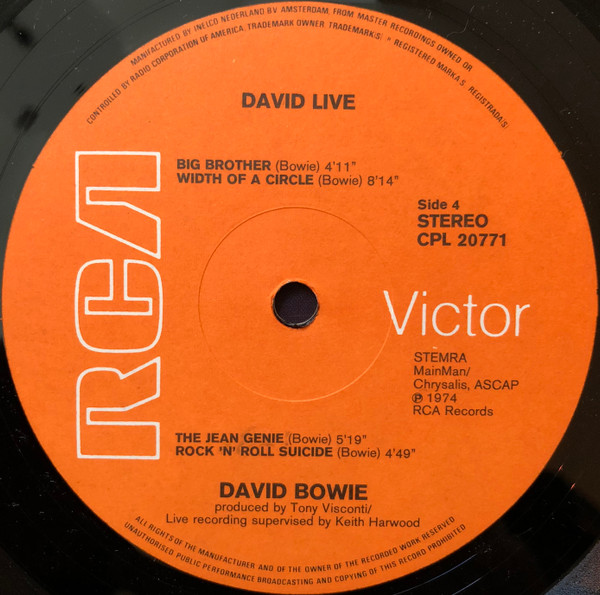 MANUFACTURED BY INELCO NEDERLAND B.V. AMSTERDAM, FROM MASTER RECORDINGS OWNED OR
CONTROLLED BY RADIO CORPORATION OF AMERICA. TRADEMARK OWNER. TRADEMARK(S) ® REGISTERED MARKA.S REGISTRADA(S)
DAVID LIVE
BIG BROTHER (Bowie) 4'11"
WIDTH OF A CIRCLE (Bowie) 8'14"
Side 4
STEREO
CPL 20771
RCA
Victor
STEMRA
MainMan/
Chrysalis, ASCAP
℗ 1974
RCA Records
THE JEAN GENIE (Bowie) 5'19"
ROCK 'N' ROLL SUICIDE (Bowie) 4'49"
DAVID BOWIE
produced by Tony Visconti/
Live recording supervised by Keith Harwood
ALL RIGHTS OF THE MANUFACTURER AND OF THE OWNER OF THE RECORDED WORK RESERVED
UNAUTHORISED PUBLIC PERFORMANCE BROADCASTING AND COPYING OF THIS RECORD PROHIBITED